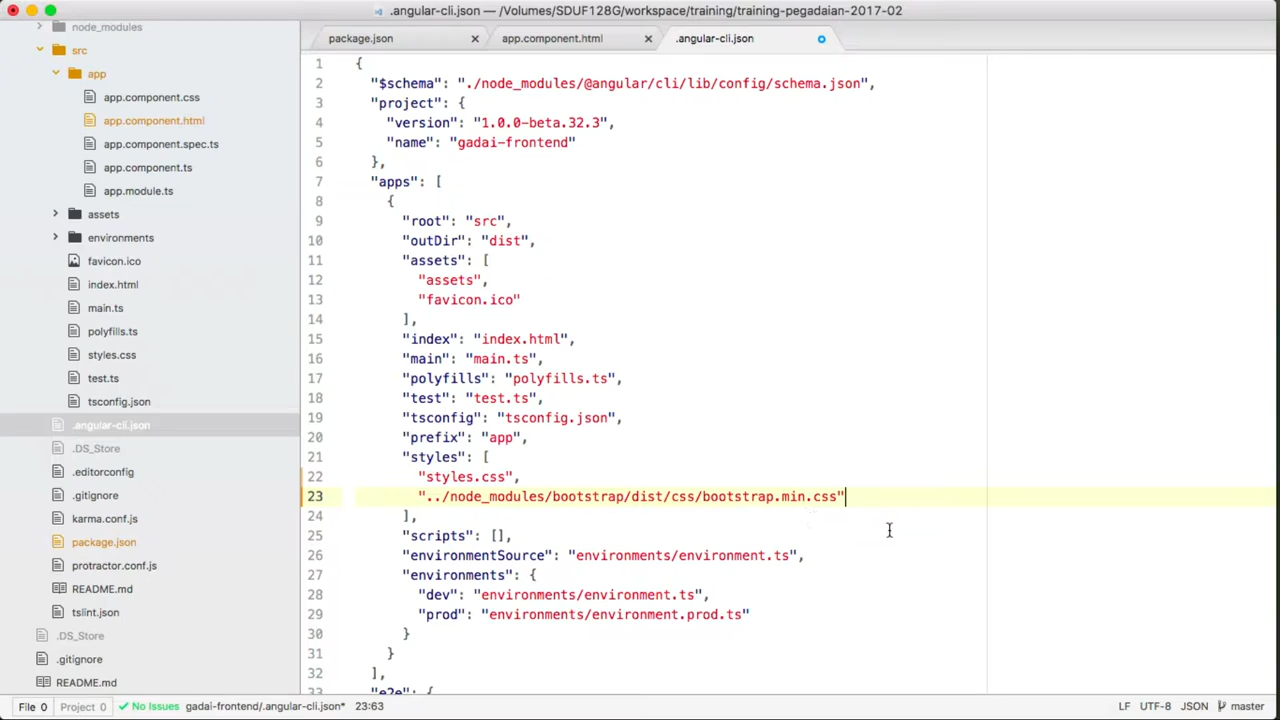 .angular-cli.json — /Volumes/SDUF128G/workspace/training/training-pegadaian-2017-02
node_modules
src
app
app.component.css
app.component.html
app.component.spec.ts
app.component.ts
app.module.ts
assets
environments
favicon.ico
index.html
main.ts
polyfills.ts
styles.css
test.ts
tsconfig.json
.angular-cli.json
.DS_Store
.editorconfig
.gitignore
karma.conf.js
package.json
protractor.conf.js
README.md
tslint.json
.DS_Store
.gitignore
README.md
package.json
app.component.html
.angular-cli.json
1 {
2 "$schema": "./node_modules/@angular/cli/lib/config/schema.json",
3 "project": {
4 "version": "1.0.0-beta.32.3",
5 "name": "gadai-frontend"
6 },
7 "apps": [
8 {
9 "root": "src",
10 "outDir": "dist",
11 "assets": [
12 "assets",
13 "favicon.ico"
14 ],
15 "index": "index.html",
16 "main": "main.ts",
17 "polyfills": "polyfills.ts",
18 "test": "test.ts",
19 "tsconfig": "tsconfig.json",
20 "prefix": "app",
21 "styles": [
22 "styles.css",
23 "../node_modules/bootstrap/dist/css/bootstrap.min.css"
24 ],
25 "scripts": [],
26 "environmentSource": "environments/environment.ts",
27 "environments": {
28 "dev": "environments/environment.ts",
29 "prod": "environments/environment.prod.ts"
30 }
31 }
32 ],
33 "e2e": {
File 0 Project 0 No Issues gadai-frontend/.angular-cli.json* 23:63 LF UTF-8 JSON master